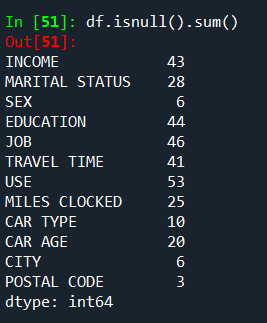 In [51]: df.isnull().sum()
Out[51]:
INCOME 43
MARITAL STATUS 28
SEX 6
EDUCATION 44
JOB 46
TRAVEL TIME 41
USE 53
MILES CLOCKED 25
CAR TYPE 10
CAR AGE 20
CITY 6
POSTAL CODE 3
dtype: int64